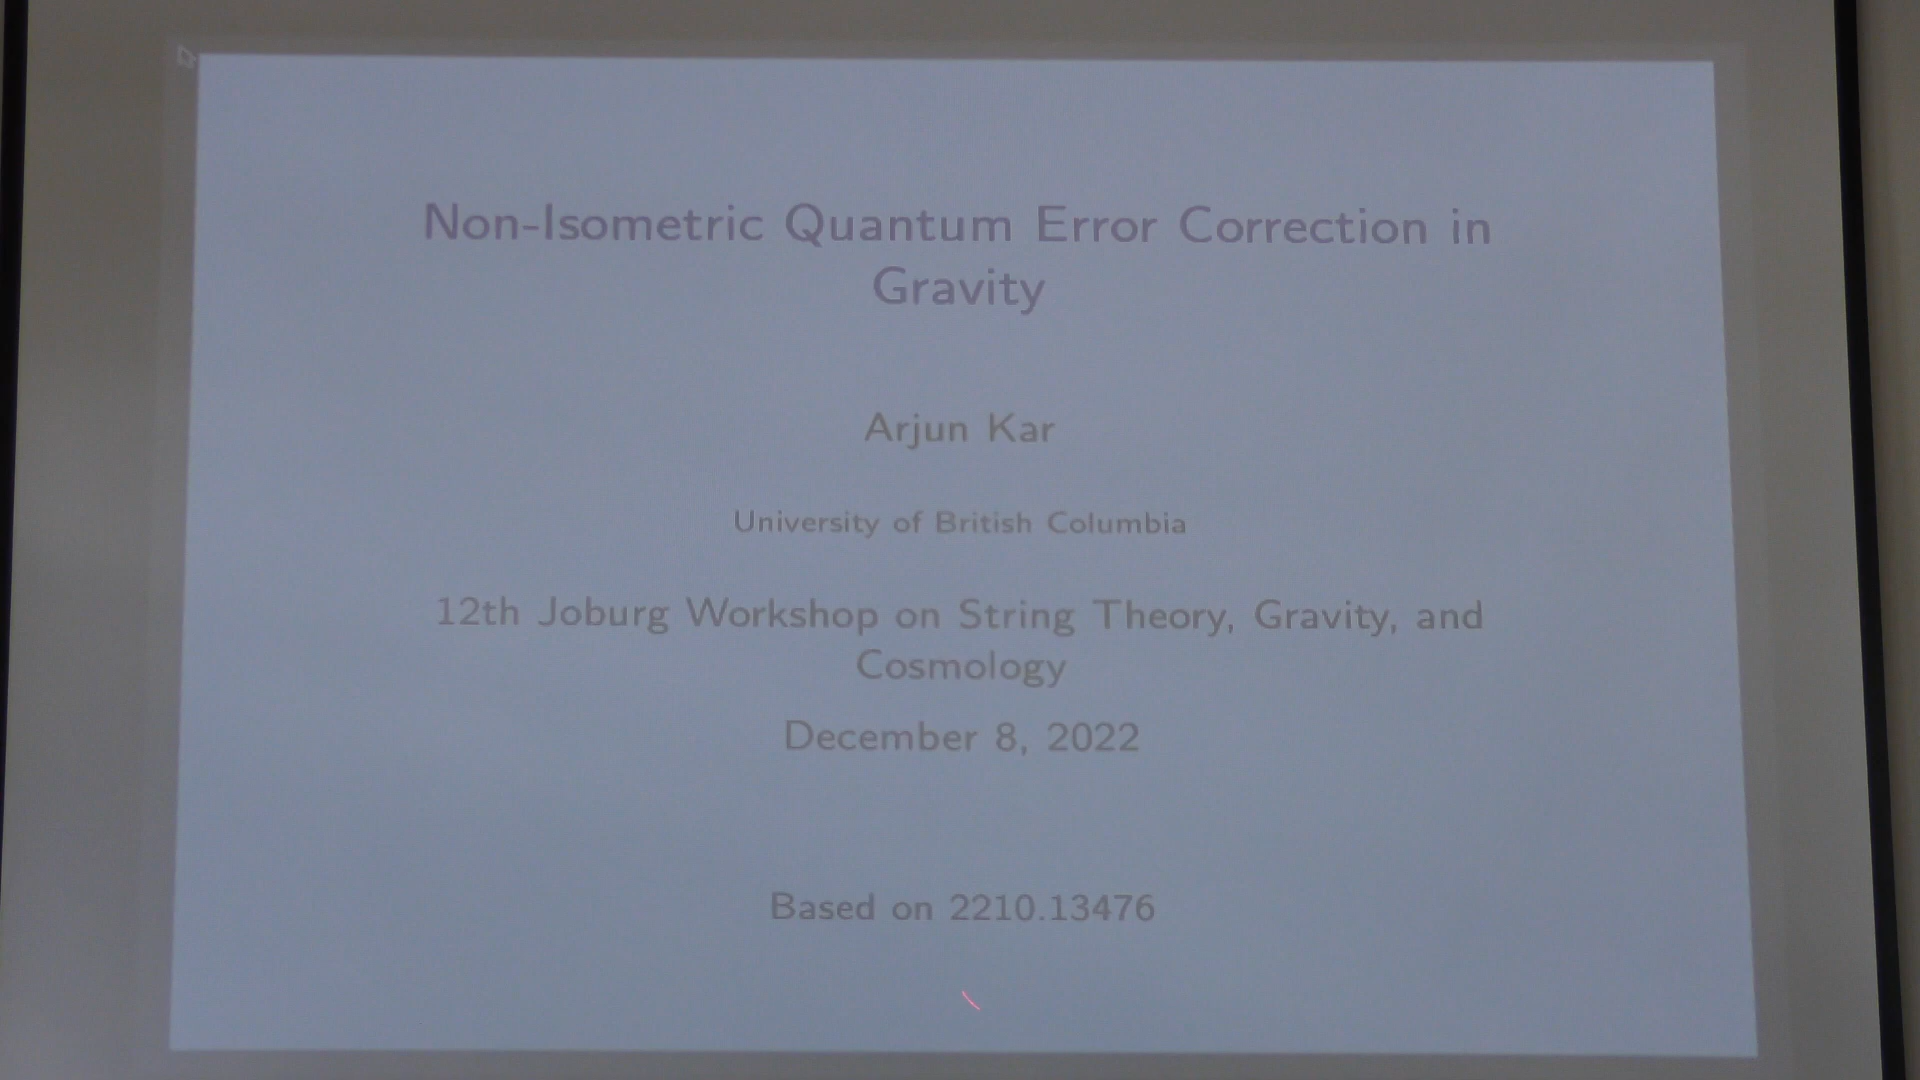 Non-Isometric Quantum Error Correction in
Gravity
Arjun Kar
University of British Columbia
12th Joburg Workshop on String Theory, Gravity, and
Cosmology
December 8, 2022
Based on 2210.13476